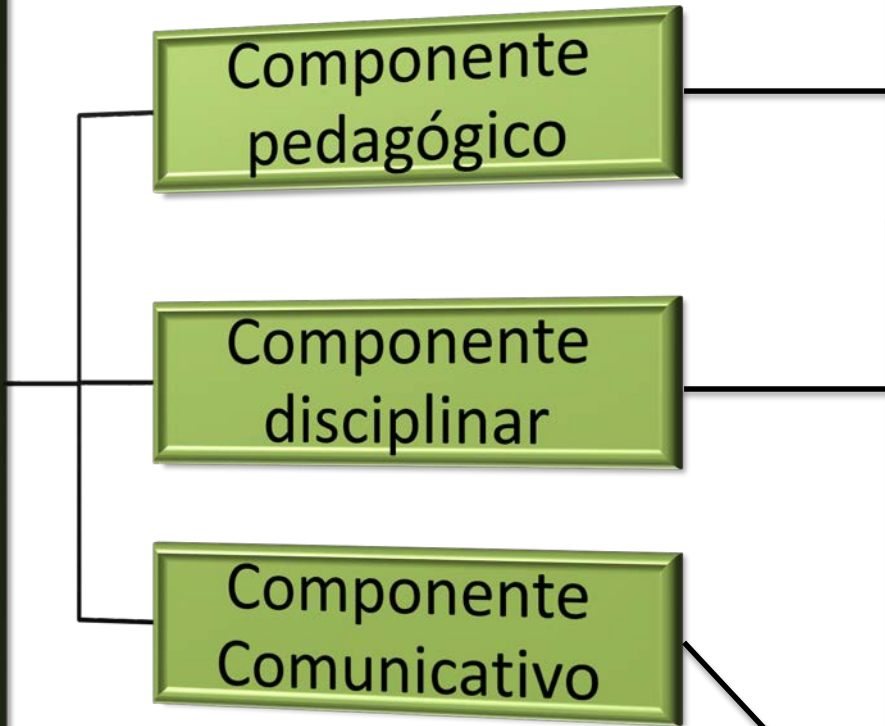 Componente
pedagógico
Componente
disciplinar
Componente
Comunicativo